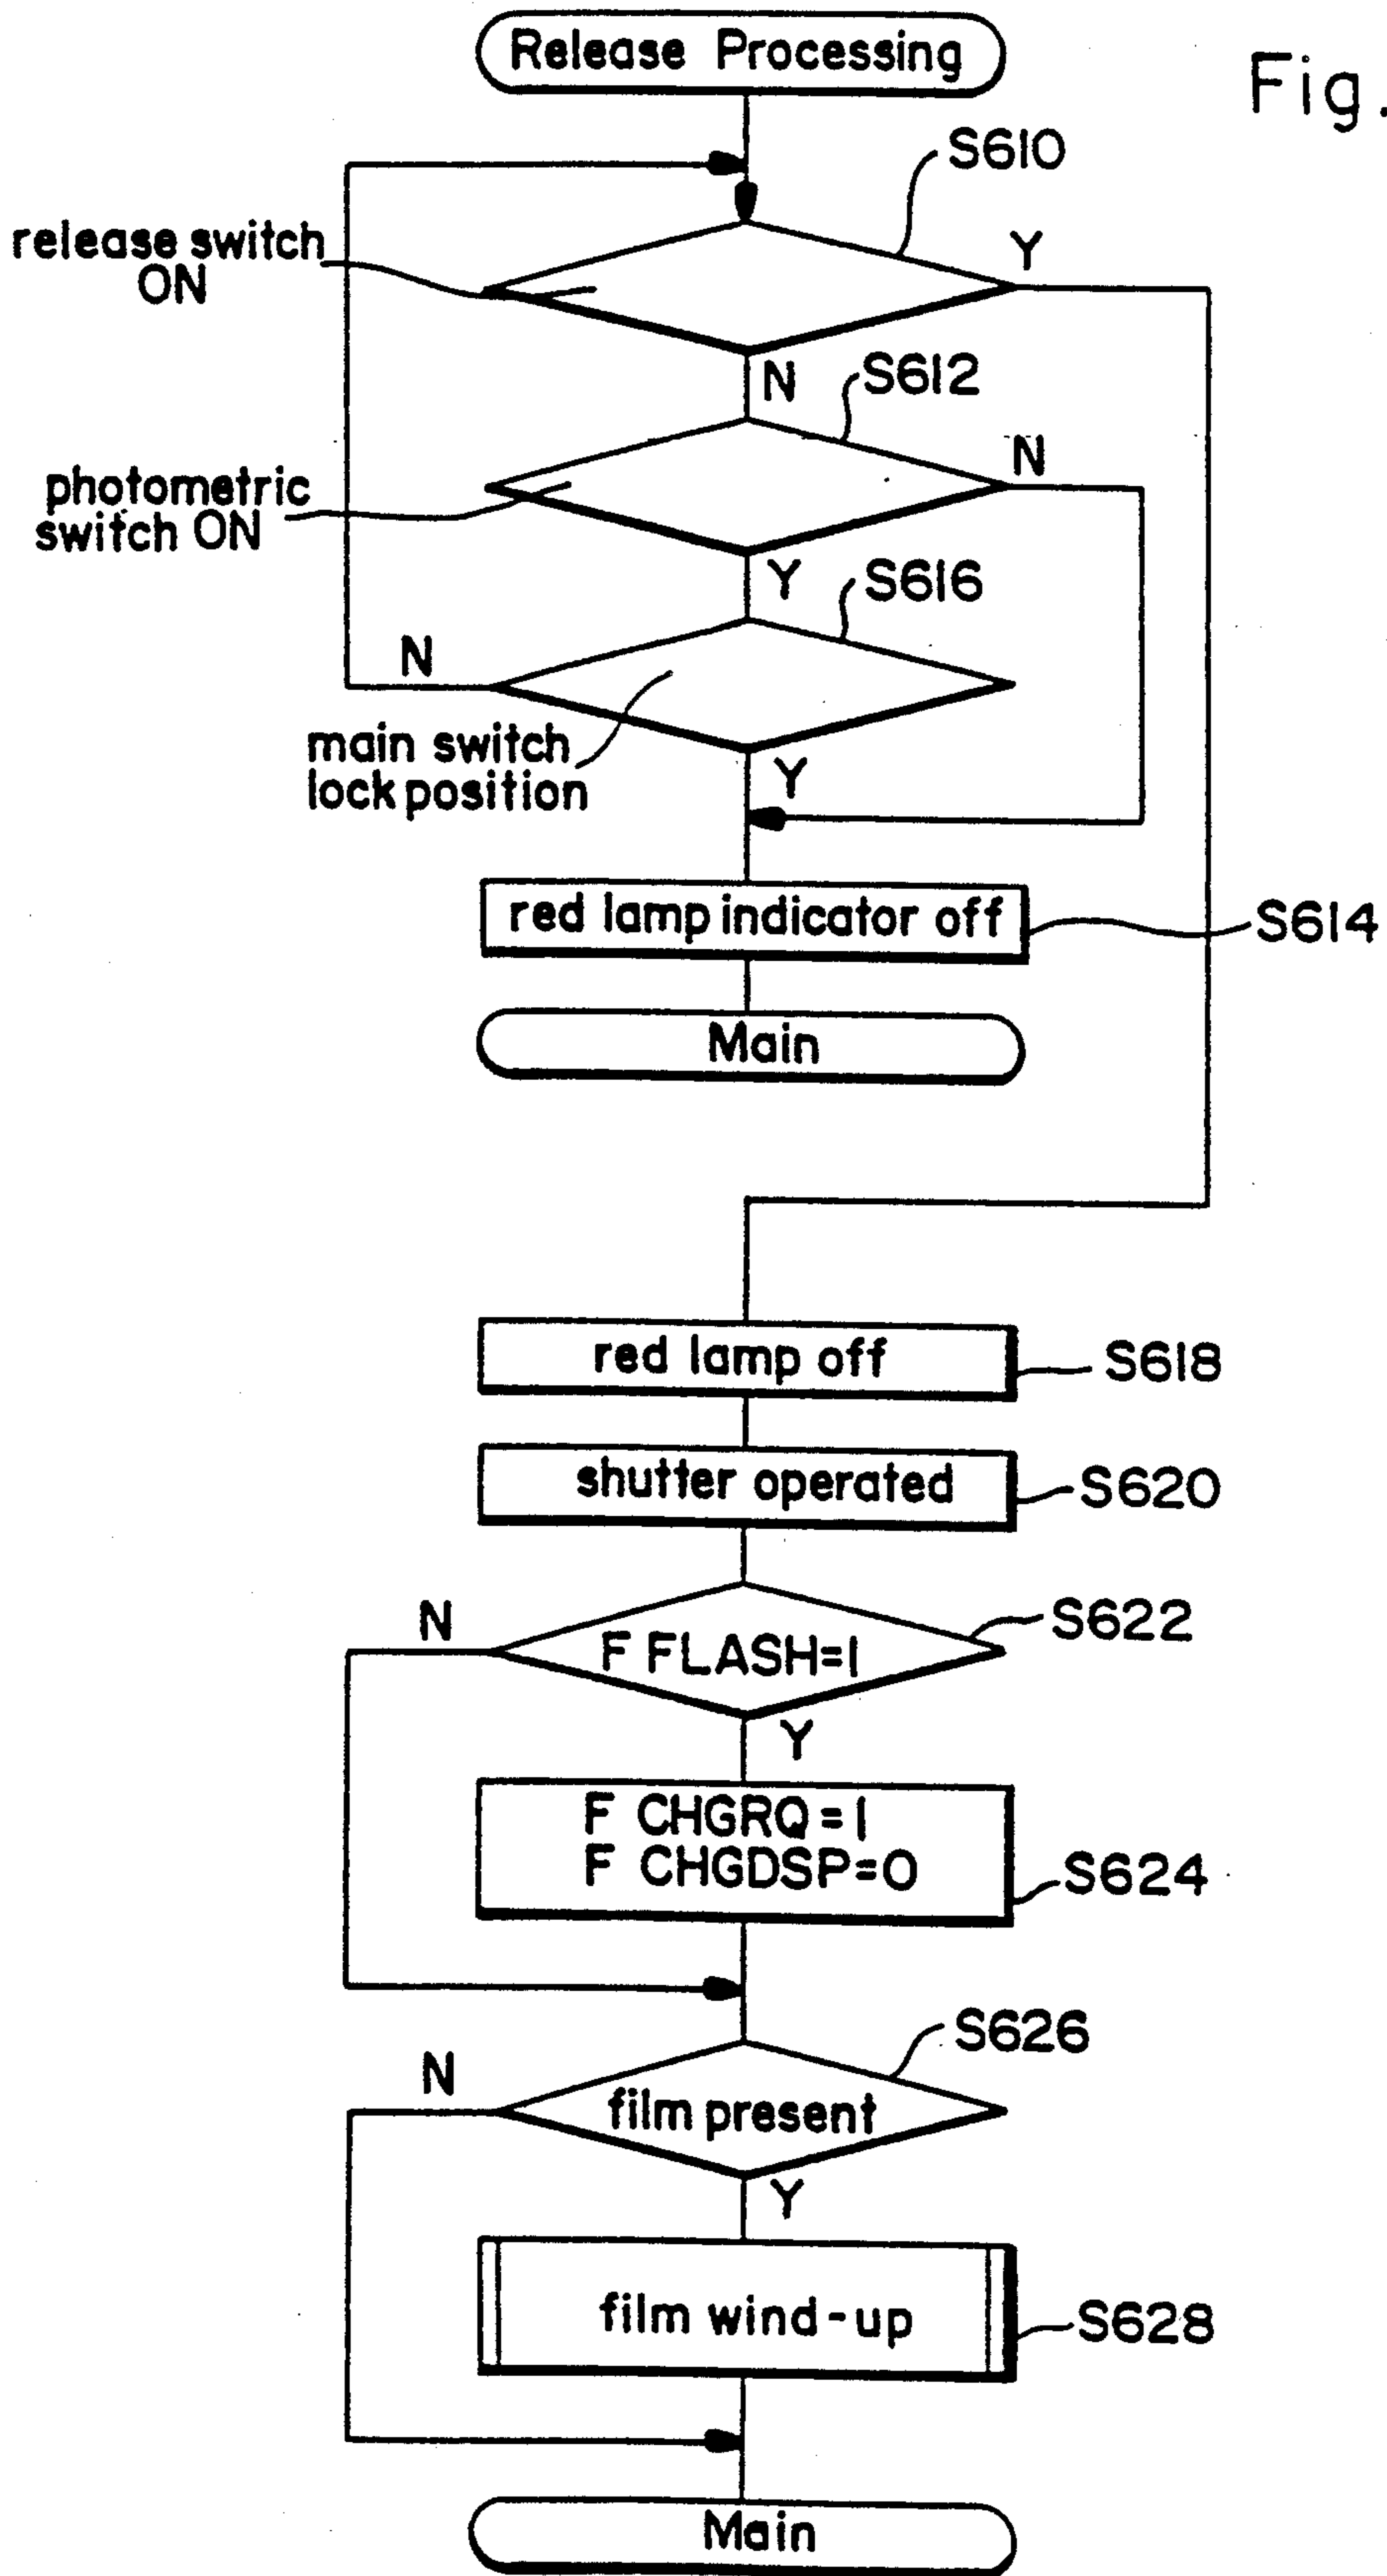 Release Processing
Fig.
S610
release switch
ON
Y
N
S612
photometric
switch ON
N
Y
S616
N
main switch
lock position
Y
red lamp indicator off
S614
Main
red lamp off
S618
shutter operated
S620
N
F FLASH=1
S622
Y
F CHGRQ=1
F CHGDSP=0
S624
S626
N
film present
Y
film wind-up
S628
Main